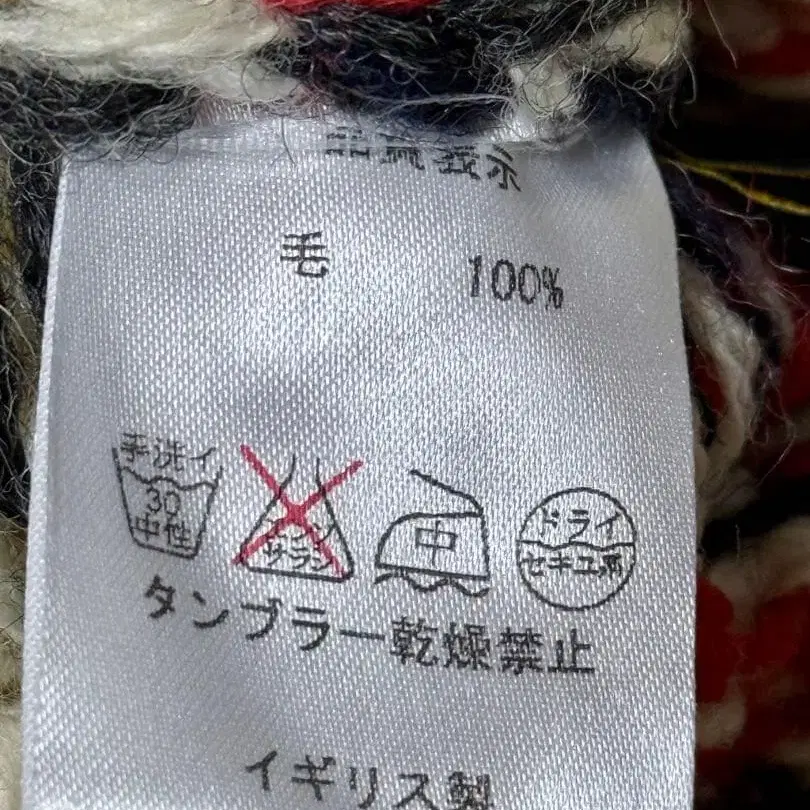 品質表示
毛 100%
手洗イ
30
中性
エンソ
サラシ
中
ドライ
セキユ系
タンブラー乾燥禁止
イギリス製